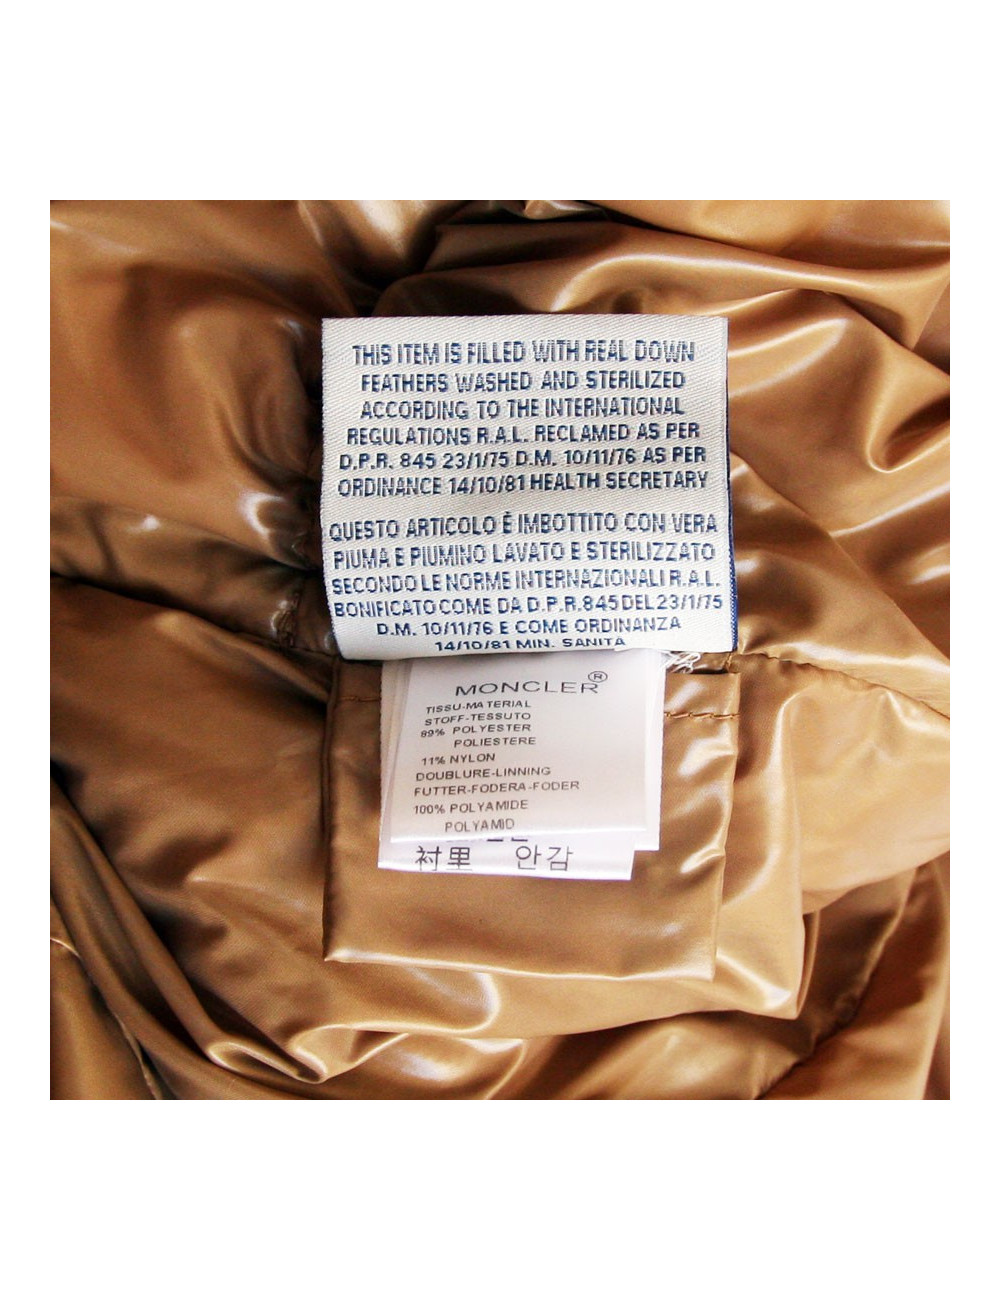 THIS ITEM IS FILLED WITH REAL DOWN
FEATHERS WASHED AND STERILIZED
ACCORDING TO THE INTERNATIONAL
REGULATIONS R.A.L. RECLAMED AS PER
D.P.R. 845 23/1/75 D.M. 10/11/76 AS PER
ORDINANCE 14/10/81 HEALTH SECRETARY
QUESTO ARTICOLO È IMBOTTITO CON VERA
PIUMA E PIUMINO LAVATO E STERILIZZATO
SECONDO LE NORME INTERNAZIONALI R.A.L.
BONIFICATO COME DA D.P.R.845 DEL 23/1/75
D.M. 10/11/76 E COME ORDINANZA
14/10/81 MIN. SANITA
MONCLER®
TISSU-MATERIAL
STOFF-TESSUTO
89% POLYESTER
POLIESTERE
11% NYLON
DOUBLURE-LINNING
FUTTER-FODERA-FODER
100% POLYAMIDE
POLYAMID
衬里 안감